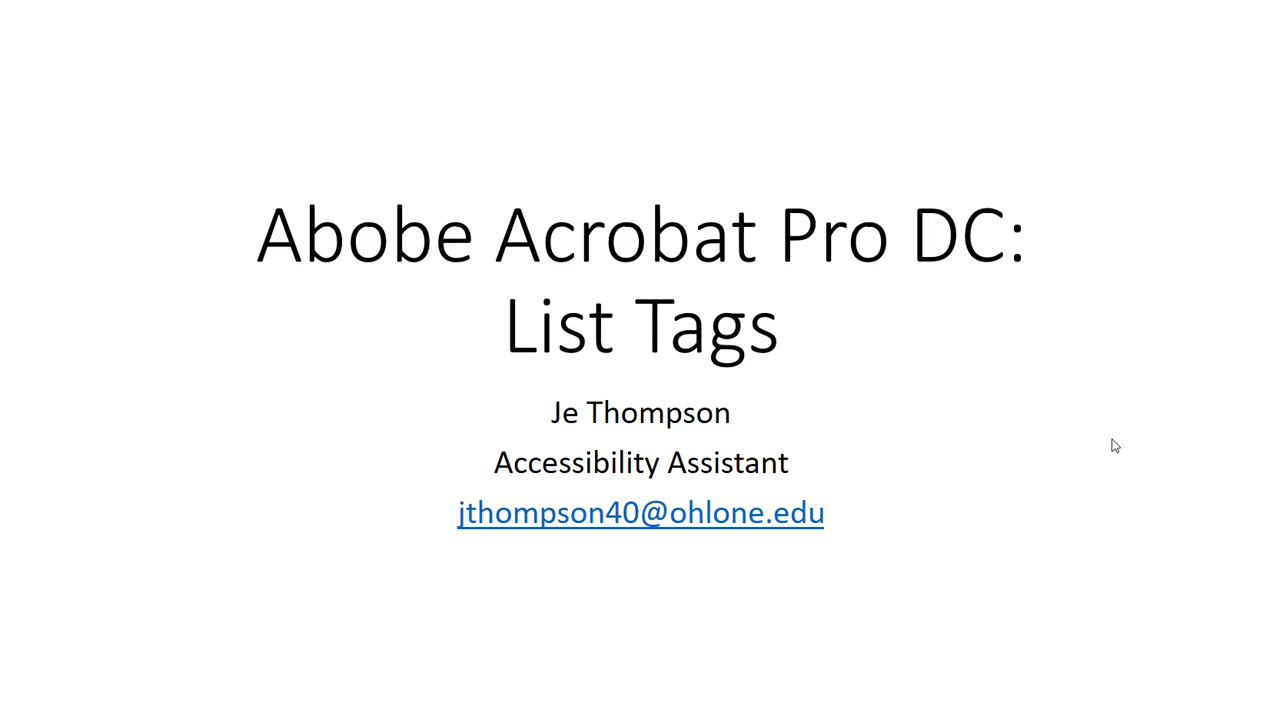 Abobe Acrobat Pro DC:
List Tags
Je Thompson
Accessibility Assistant
jthompson40@ohlone.edu